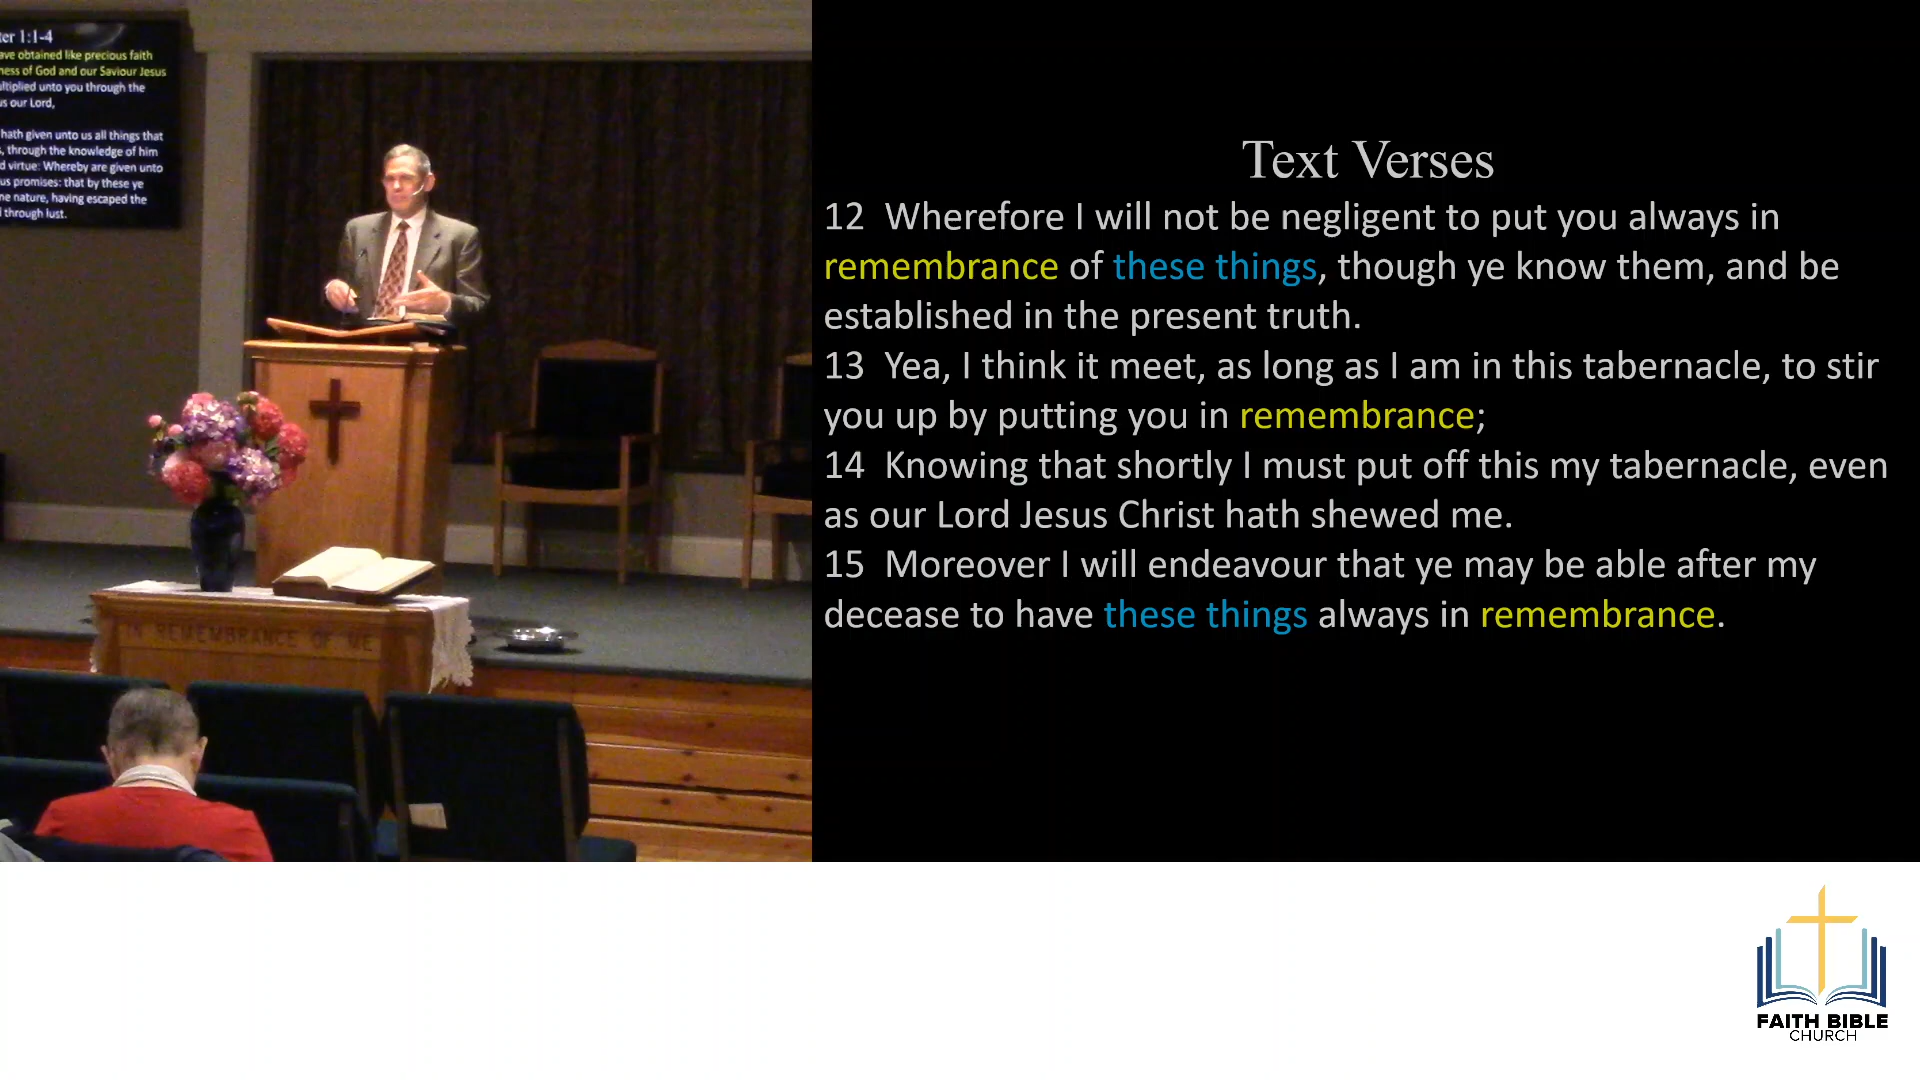 ter 1:1-4
ave obtained like precious faith
ness of God and our Saviour Jesus
ultiplied unto you through the
us our Lord,
hath given unto us all things that
s, through the knowledge of him
d virtue: Whereby are given unto
us promises: that by these ye
ne nature, having escaped the
through lust.
IN REMEMBRANCE OF ME
Text Verses
12 Wherefore I will not be negligent to put you always in
remembrance of these things, though ye know them, and be
established in the present truth.
13 Yea, I think it meet, as long as I am in this tabernacle, to stir
you up by putting you in remembrance;
14 Knowing that shortly I must put off this my tabernacle, even
as our Lord Jesus Christ hath shewed me.
15 Moreover I will endeavour that ye may be able after my
decease to have these things always in remembrance.
FAITH BIBLE
CHURCH